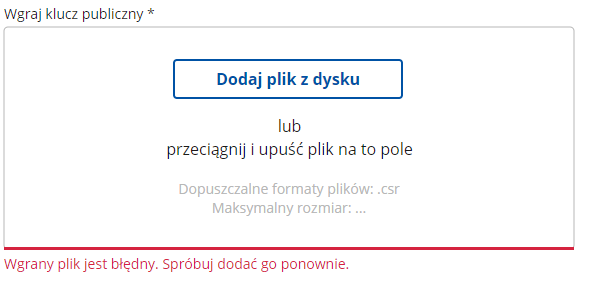 Wgraj klucz publiczny *
Dodaj plik z dysku
lub
przeciągnij i upuść plik na to pole
Dopuszczalne formaty plików: .csr
Maksymalny rozmiar: ...
Wgrany plik jest błędny. Spróbuj dodać go ponownie.